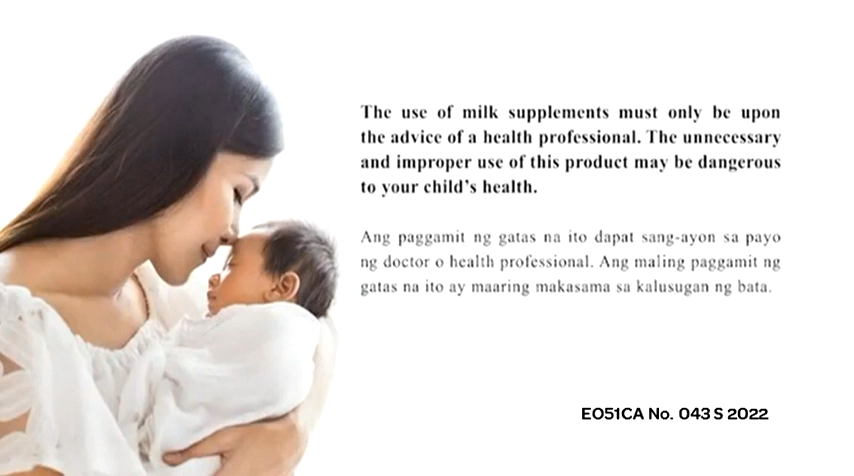 The use of milk supplements must only be upon
the advice of a health professional. The unnecessary
and improper use of this product may be dangerous
to your child's health.
Ang paggamit ng gatas na ito dapat sang-ayon sa payo
ng doctor o health professional. Ang maling paggamit ng
gatas na ito ay maaring makasama sa kalusugan ng bata.
EO51CA No. 043 S 2022